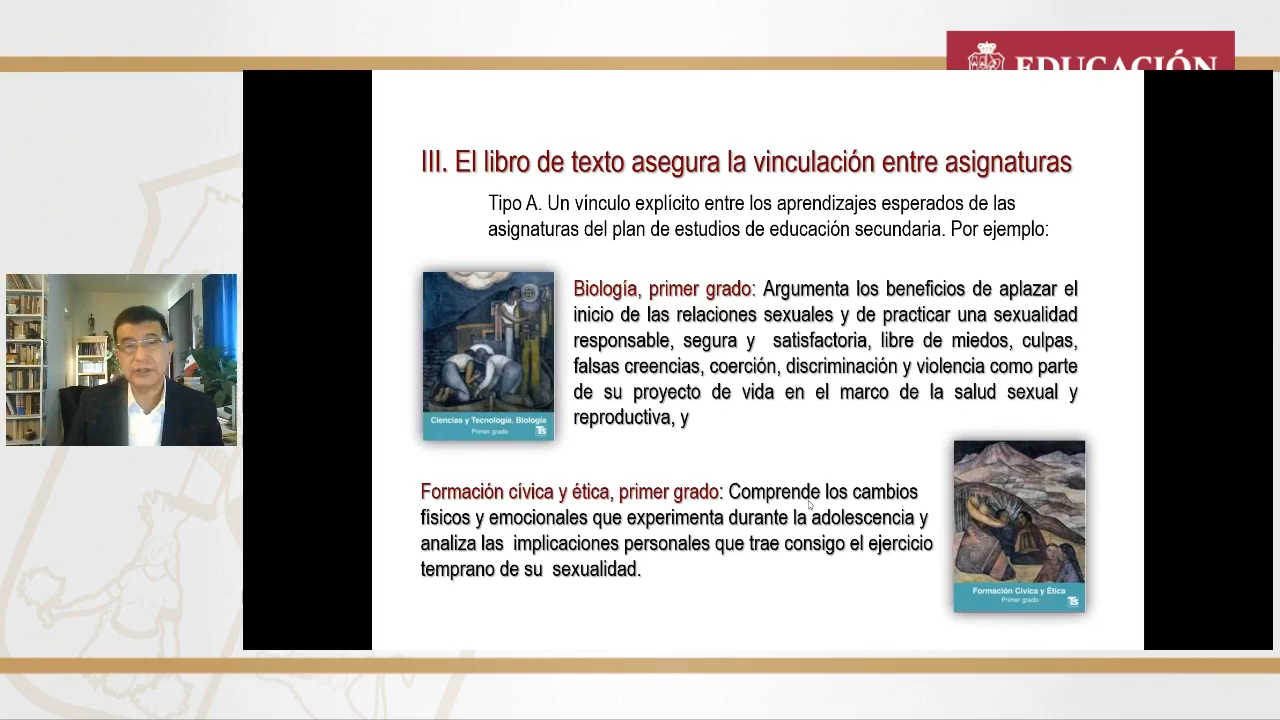 EDUCACIÓN
III. El libro de texto asegura la vinculación entre asignaturas
Tipo A. Un vínculo explícito entre los aprendizajes esperados de las
asignaturas del plan de estudios de educación secundaria. Por ejemplo:
Biología, primer grado: Argumenta los beneficios de aplazar el
inicio de las relaciones sexuales y de practicar una sexualidad
responsable, segura y satisfactoria, libre de miedos, culpas,
falsas creencias, coerción, discriminación y violencia como parte
de su proyecto de vida en el marco de la salud sexual y
reproductiva, y
Ciencias y Tecnología. Biología
Primer grado
Ts
Formación cívica y ética, primer grado: Comprende los cambios
físicos y emocionales que experimenta durante la adolescencia y
analiza las implicaciones personales que trae consigo el ejercicio
temprano de su sexualidad.
Formación Cívica y Ética
Primer grado
Ts